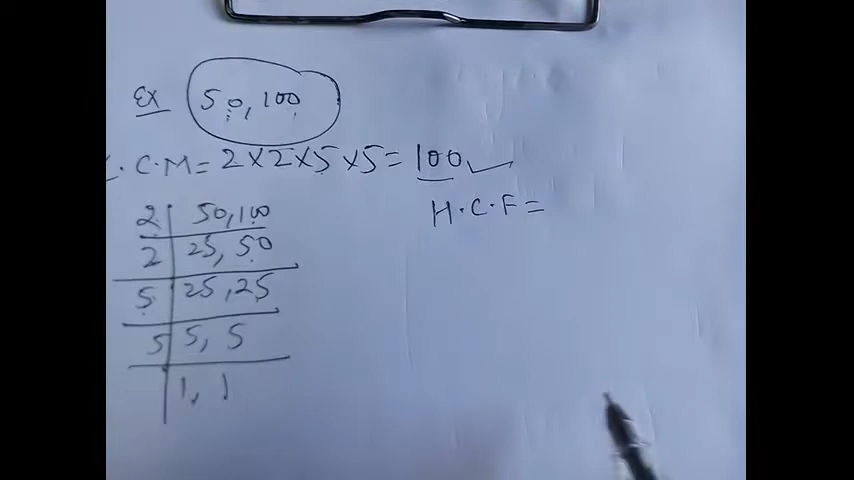 Ex 50, 100
L.C.M = 2×2×5×5 = 100
H.C.F =
2 | 50, 100
2 | 25, 50
5 | 25, 25
5 | 5, 5
| 1, 1